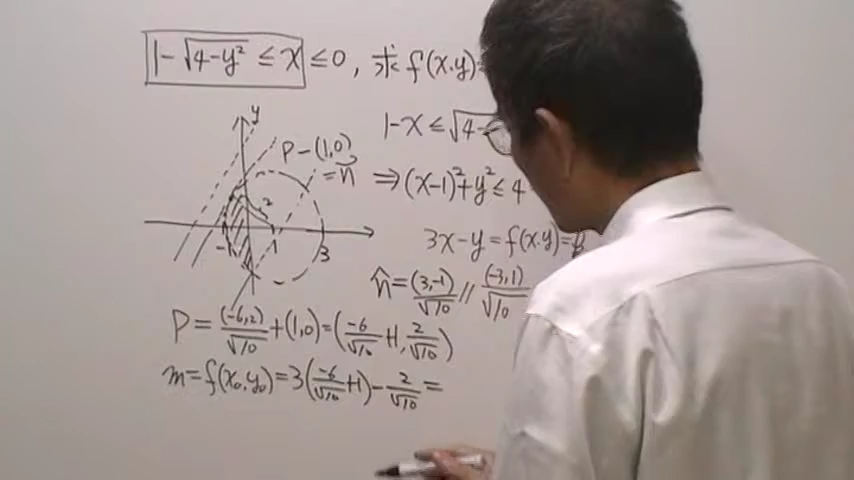 1-√(4-y²) ≤ x ≤ 0 , 求 f(x.y)=
1-x ≤ √4-
⇒ (x-1)²+y² ≤ 4
y
P-(1,0)
=n⃗
2
-1 1 3
3x-y=f(x.y)=k
n̂=(3,-1)/√10 // (-3,1)/√10
P=(-6,2)/√10+(1,0)=(-6/√10+1, 2/√10)
m=f(x₀,y₀)=3(-6/√10+1)-2/√10=